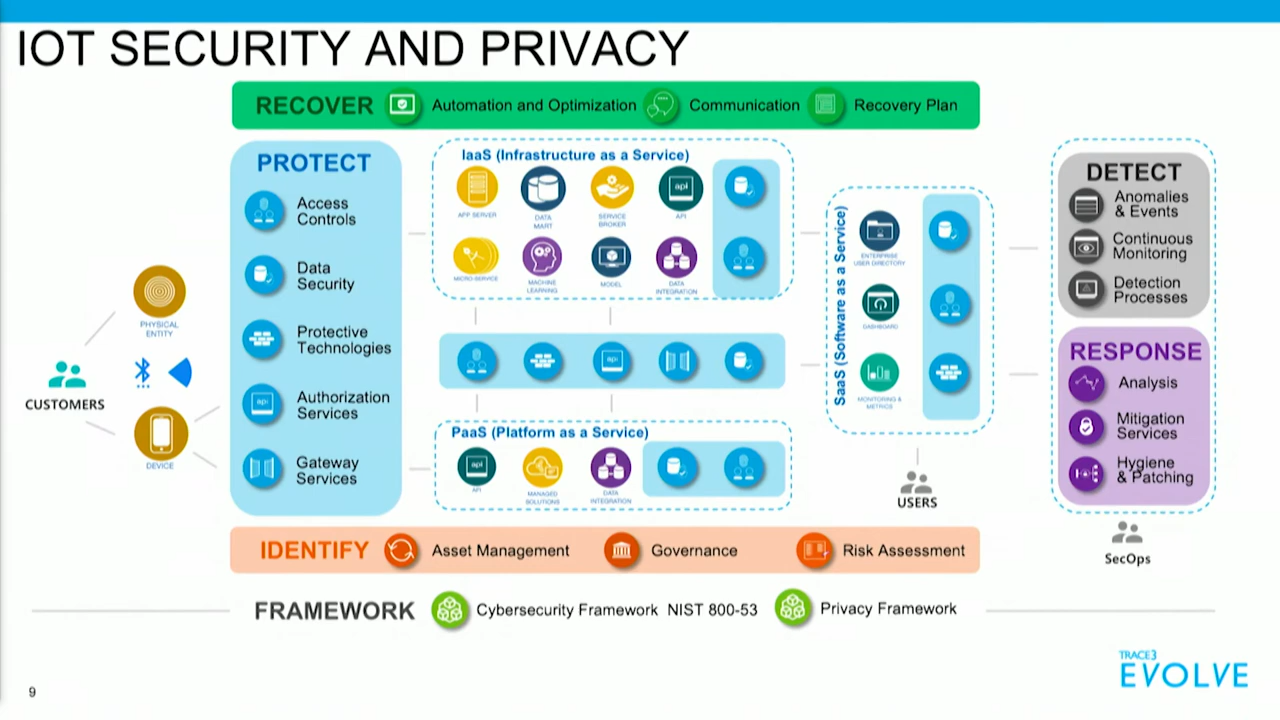 IOT SECURITY AND PRIVACY
RECOVER
Automation and Optimization
Communication
Recovery Plan
PROTECT
Access
Controls
Data
Security
Protective
Technologies
Authorization
Services
api
Gateway
Services
IaaS (Infrastructure as a Service)
APP SERVER
DATA
MART
SERVICE
BROKER
api
API
MICRO-SERVICE
MACHINE
LEARNING
MODEL
DATA
INTEGRATION
api
PaaS (Platform as a Service)
api
API
MANAGED
SOLUTIONS
DATA
INTEGRATION
SaaS (Software as a Service)
ENTERPRISE
USER DIRECTORY
DASHBOARD
MONITORING &
METRICS
USERS
DETECT
Anomalies
& Events
Continuous
Monitoring
Detection
Processes
RESPONSE
Analysis
Mitigation
Services
Hygiene
& Patching
SecOps
PHYSICAL
ENTITY
CUSTOMERS
DEVICE
IDENTIFY
Asset Management
Governance
Risk Assessment
FRAMEWORK
Cybersecurity Framework NIST 800-53
Privacy Framework
TRACE3
EVOLVE
9